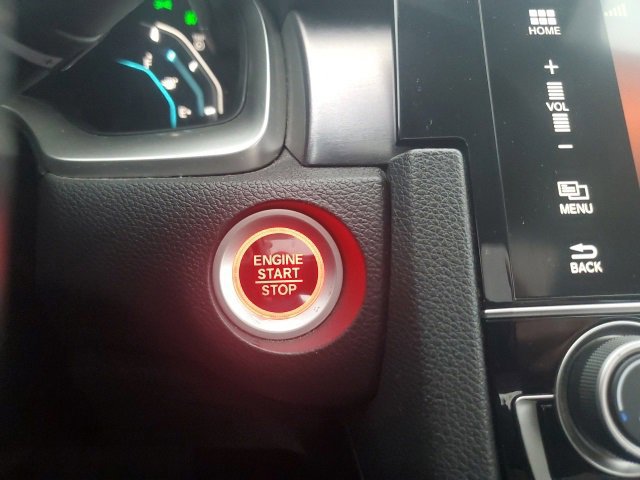 HOME
+
VOL
-
MENU
BACK
ENGINE
START
STOP